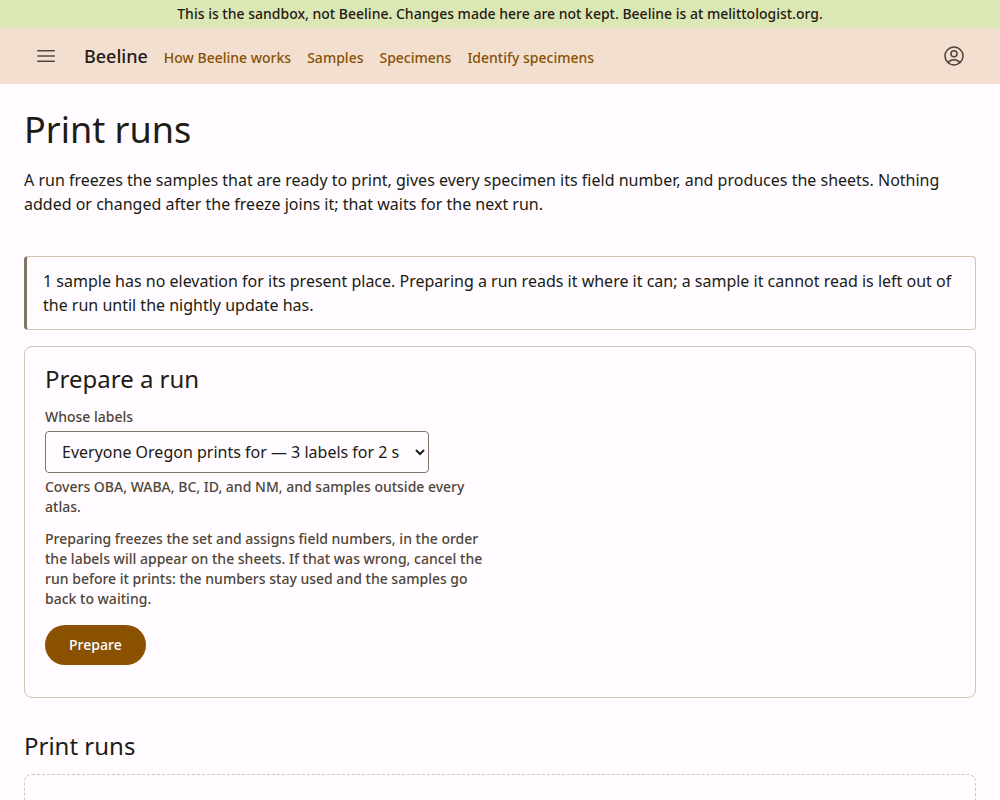 This is the sandbox, not Beeline. Changes made here are not kept. Beeline is at melittologist.org.
Beeline How Beeline works Samples Specimens Identify specimens
Print runs
A run freezes the samples that are ready to print, gives every specimen its field number, and produces the sheets. Nothing
added or changed after the freeze joins it; that waits for the next run.
1 sample has no elevation for its present place. Preparing a run reads it where it can; a sample it cannot read is left out of
the run until the nightly update has.
Prepare a run
Whose labels
Everyone Oregon prints for — 3 labels for 2 s
Covers OBA, WABA, BC, ID, and NM, and samples outside every
atlas.
Preparing freezes the set and assigns field numbers, in the order
the labels will appear on the sheets. If that was wrong, cancel the
run before it prints: the numbers stay used and the samples go
back to waiting.
Prepare
Print runs